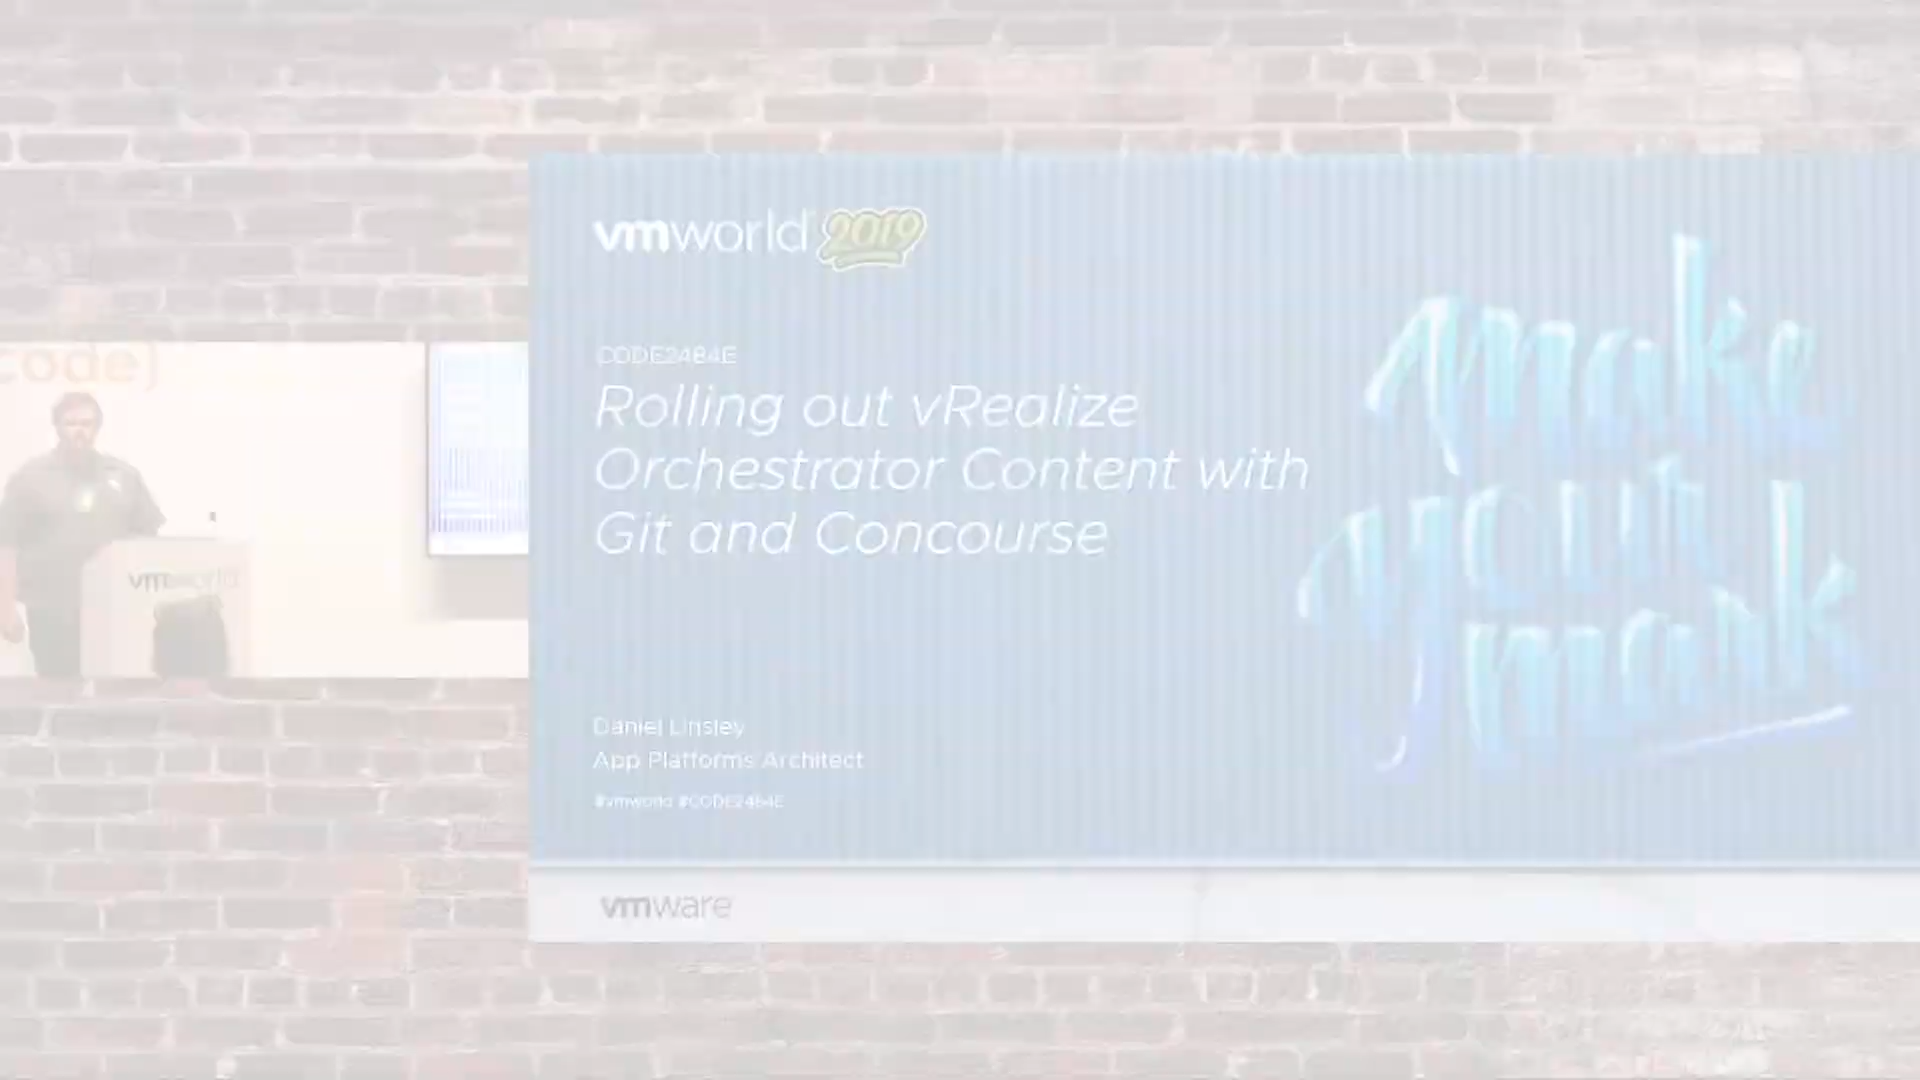 code}
vmworld
vmworld 2019
CODE2484E
Rolling out vRealize
Orchestrator Content with
Git and Concourse
Daniel Linsley
App Platforms Architect
#vmworld #CODE2484E
make
your
mark
vmware